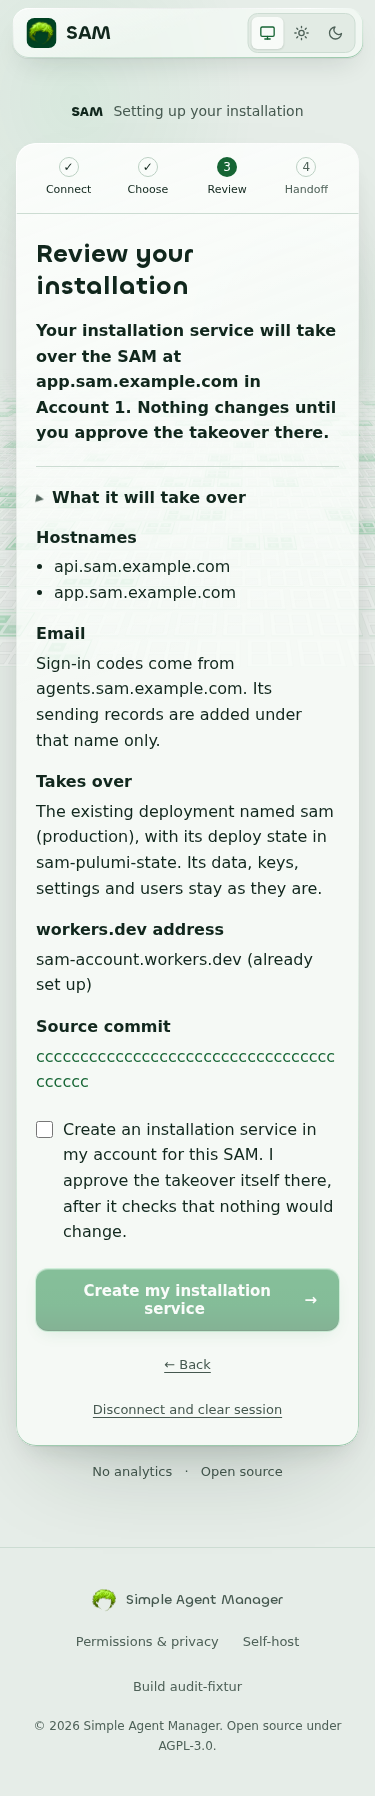 SAM
SAM Setting up your installation
✓ ✓ 3 4
Connect Choose Review Handoff
Review your
installation
Your installation service will take
over the SAM at
app.sam.example.com in
Account 1. Nothing changes until
you approve the takeover there.
▸ What it will take over
Hostnames
• api.sam.example.com
• app.sam.example.com
Email
Sign-in codes come from
agents.sam.example.com. Its
sending records are added under
that name only.
Takes over
The existing deployment named sam
(production), with its deploy state in
sam-pulumi-state. Its data, keys,
settings and users stay as they are.
workers.dev address
sam-account.workers.dev (already
set up)
Source commit
cccccccccccccccccccccccccccccccccc
cccccc
Create an installation service in
my account for this SAM. I
approve the takeover itself there,
after it checks that nothing would
change.
Create my installation
service →
← Back
Disconnect and clear session
No analytics · Open source
Simple Agent Manager
Permissions & privacy Self-host
Build audit-fixtur
© 2026 Simple Agent Manager. Open source under
AGPL-3.0.